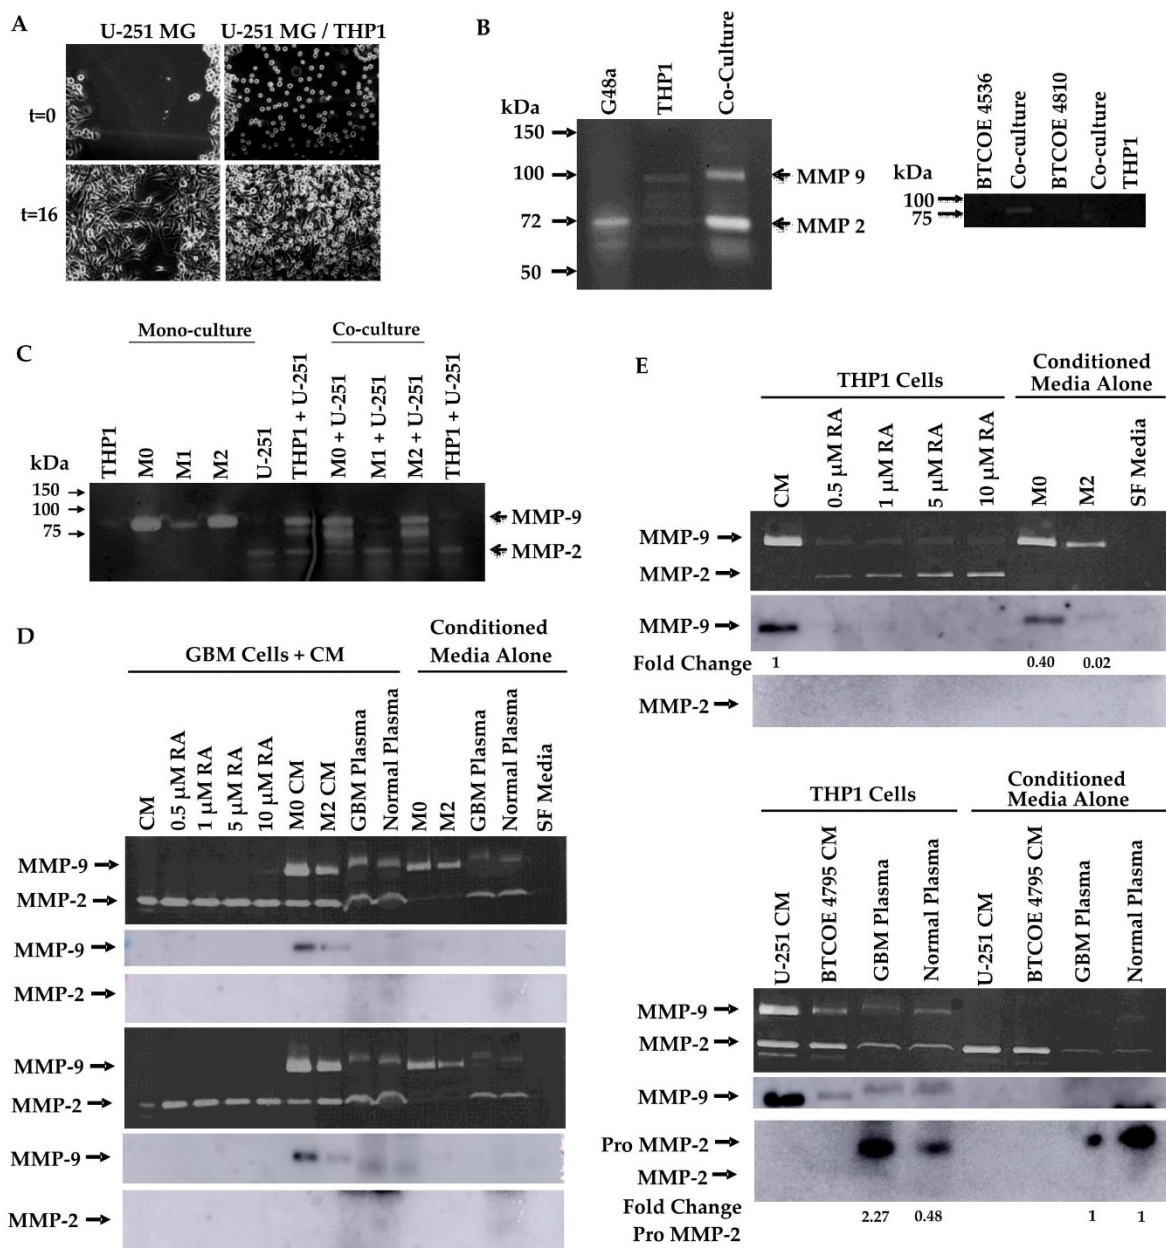 A
U-251 MG
U-251 MG / THP1
t=0
t=16
B
kDa
G48a
THP1
Co-Culture
150
100
72
50
MMP 9
MMP 2
BTCOE 4536
Co-culture
BTCOE 4810
Co-culture
THP1
kDa
100
75
C
Mono-culture
Co-culture
kDa
THP1
M0
M1
M2
U-251
THP1 + U-251
M0 + U-251
M1 + U-251
M2 + U-251
THP1 + U-251
150
100
75
MMP-9
MMP-2
D
GBM Cells + CM
Conditioned
Media Alone
CM
0.5 µM RA
1 µM RA
5 µM RA
10 µM RA
M0 CM
M2 CM
GBM Plasma
Normal Plasma
M0
M2
GBM Plasma
Normal Plasma
SF Media
MMP-9
MMP-2
MMP-9
MMP-2
MMP-9
MMP-2
MMP-9
MMP-2
E
THP1 Cells
Conditioned
Media Alone
CM
0.5 µM RA
1 µM RA
5 µM RA
10 µM RA
M0
M2
SF Media
MMP-9
MMP-2
MMP-9
Fold Change 1 0.40 0.02
MMP-2
THP1 Cells
Conditioned
Media Alone
U-251 CM
BTCOE 4795 CM
GBM Plasma
Normal Plasma
U-251 CM
BTCOE 4795 CM
GBM Plasma
Normal Plasma
MMP-9
MMP-2
MMP-9
Pro MMP-2
MMP-2
Fold Change 2.27 0.48 1 1
Pro MMP-2